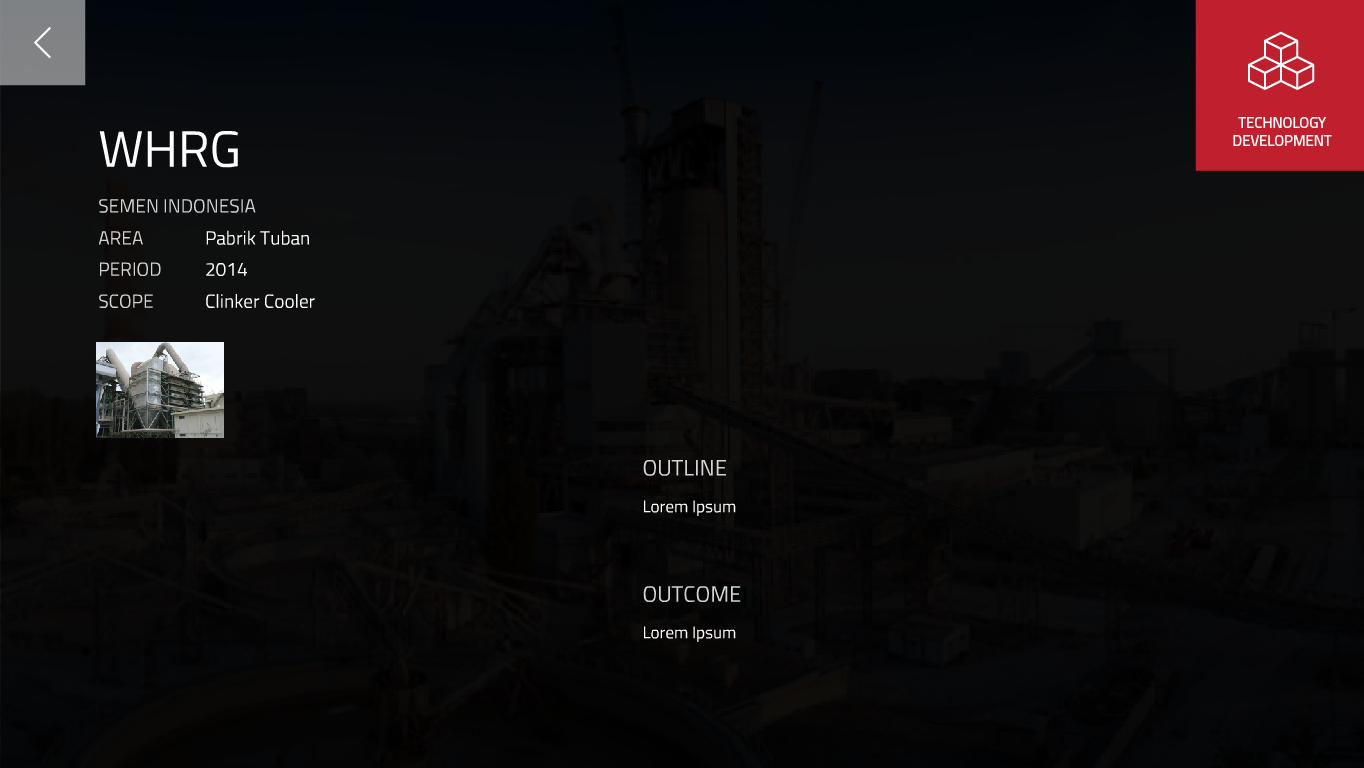 TECHNOLOGY
DEVELOPMENT
WHRG
SEMEN INDONESIA
AREA Pabrik Tuban
PERIOD 2014
SCOPE Clinker Cooler
OUTLINE
Lorem Ipsum
OUTCOME
Lorem Ipsum